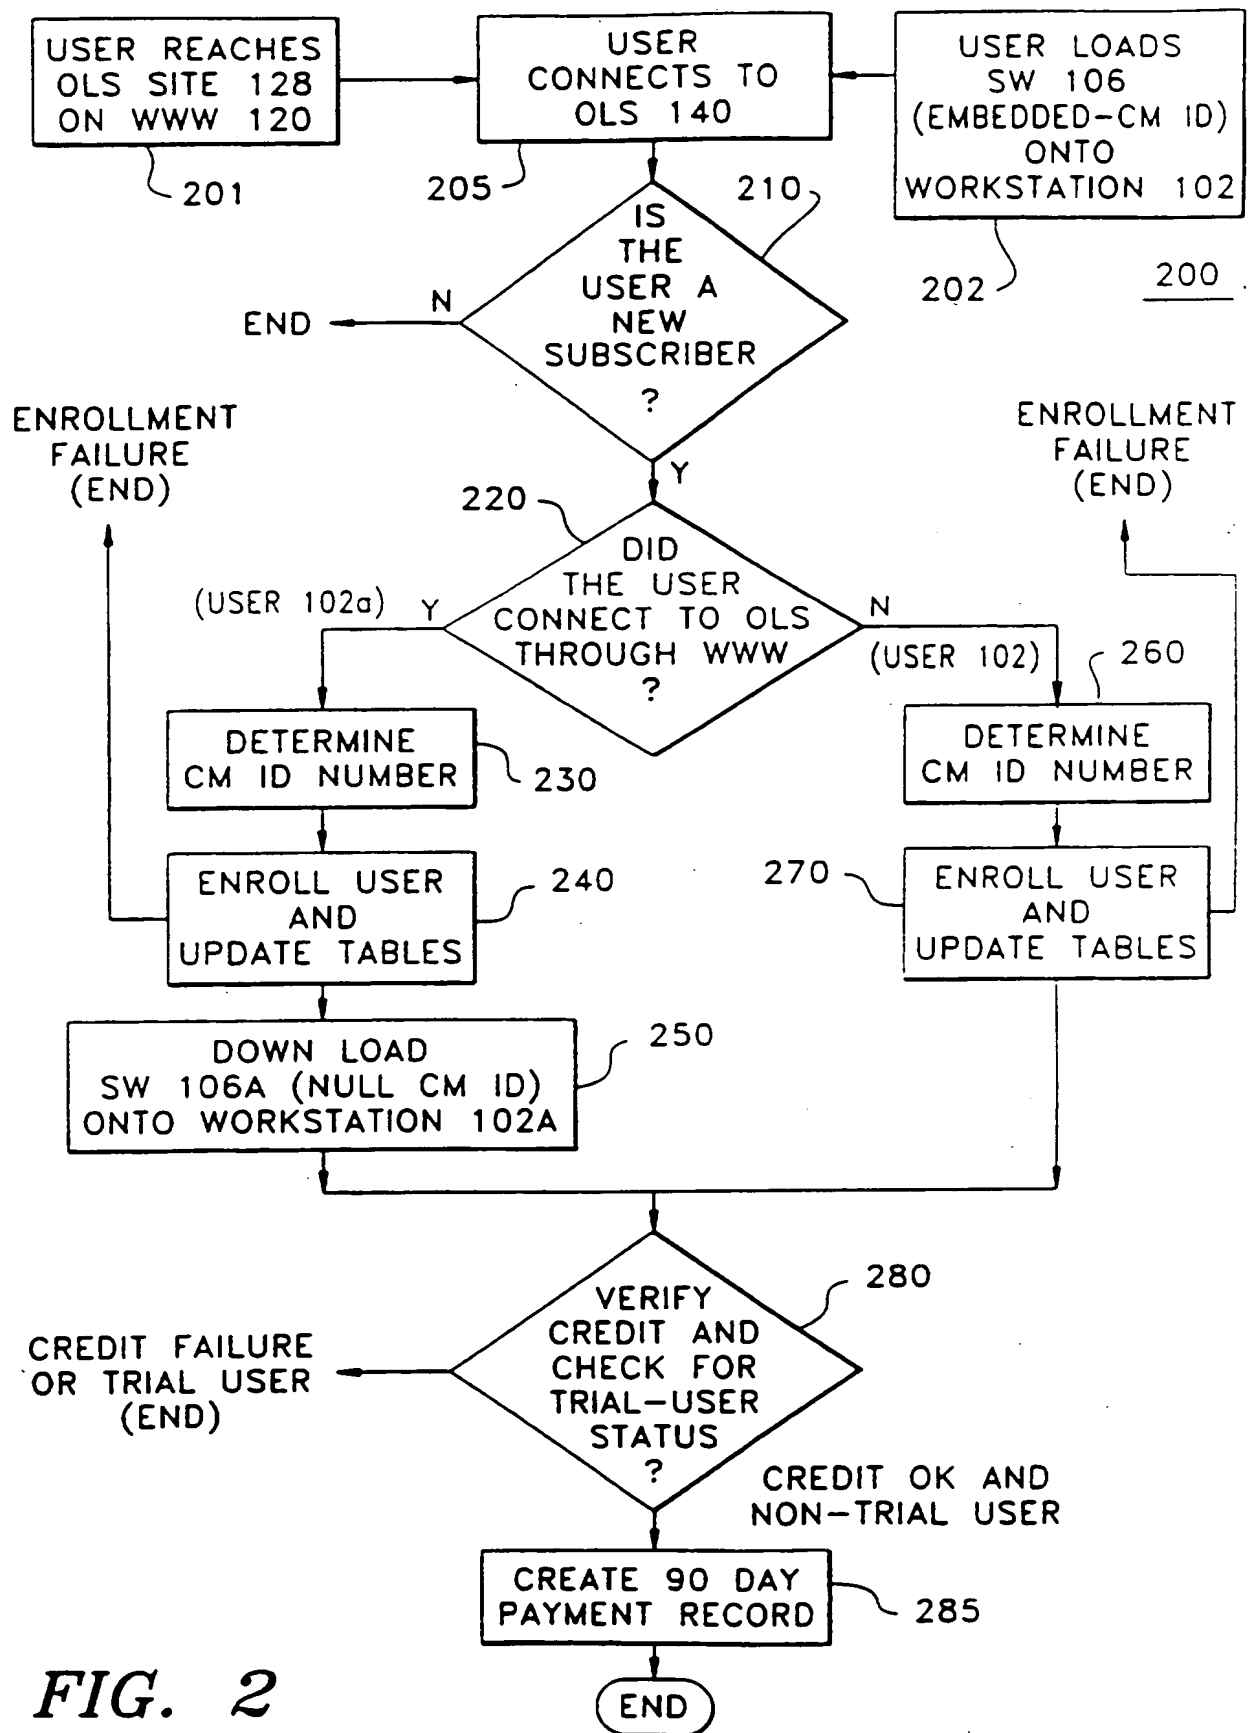 USER REACHES
OLS SITE 128
ON WWW 120
201
USER
CONNECTS TO
OLS 140
205
USER LOADS
SW 106
(EMBEDDED-CM ID)
ONTO
WORKSTATION 102
202
200
210
IS
THE
USER A
NEW
SUBSCRIBER
?
N
END
Y
ENROLLMENT
FAILURE
(END)
ENROLLMENT
FAILURE
(END)
220
DID
THE USER
CONNECT TO OLS
THROUGH WWW
?
(USER 102a)
Y
N
(USER 102)
DETERMINE
CM ID NUMBER
230
260
DETERMINE
CM ID NUMBER
ENROLL USER
AND
UPDATE TABLES
240
270
ENROLL USER
AND
UPDATE TABLES
DOWN LOAD
SW 106A (NULL CM ID)
ONTO WORKSTATION 102A
250
VERIFY
CREDIT AND
CHECK FOR
TRIAL-USER
STATUS
?
280
CREDIT FAILURE
OR TRIAL USER
(END)
CREDIT OK AND
NON-TRIAL USER
CREATE 90 DAY
PAYMENT RECORD
285
END
FIG. 2